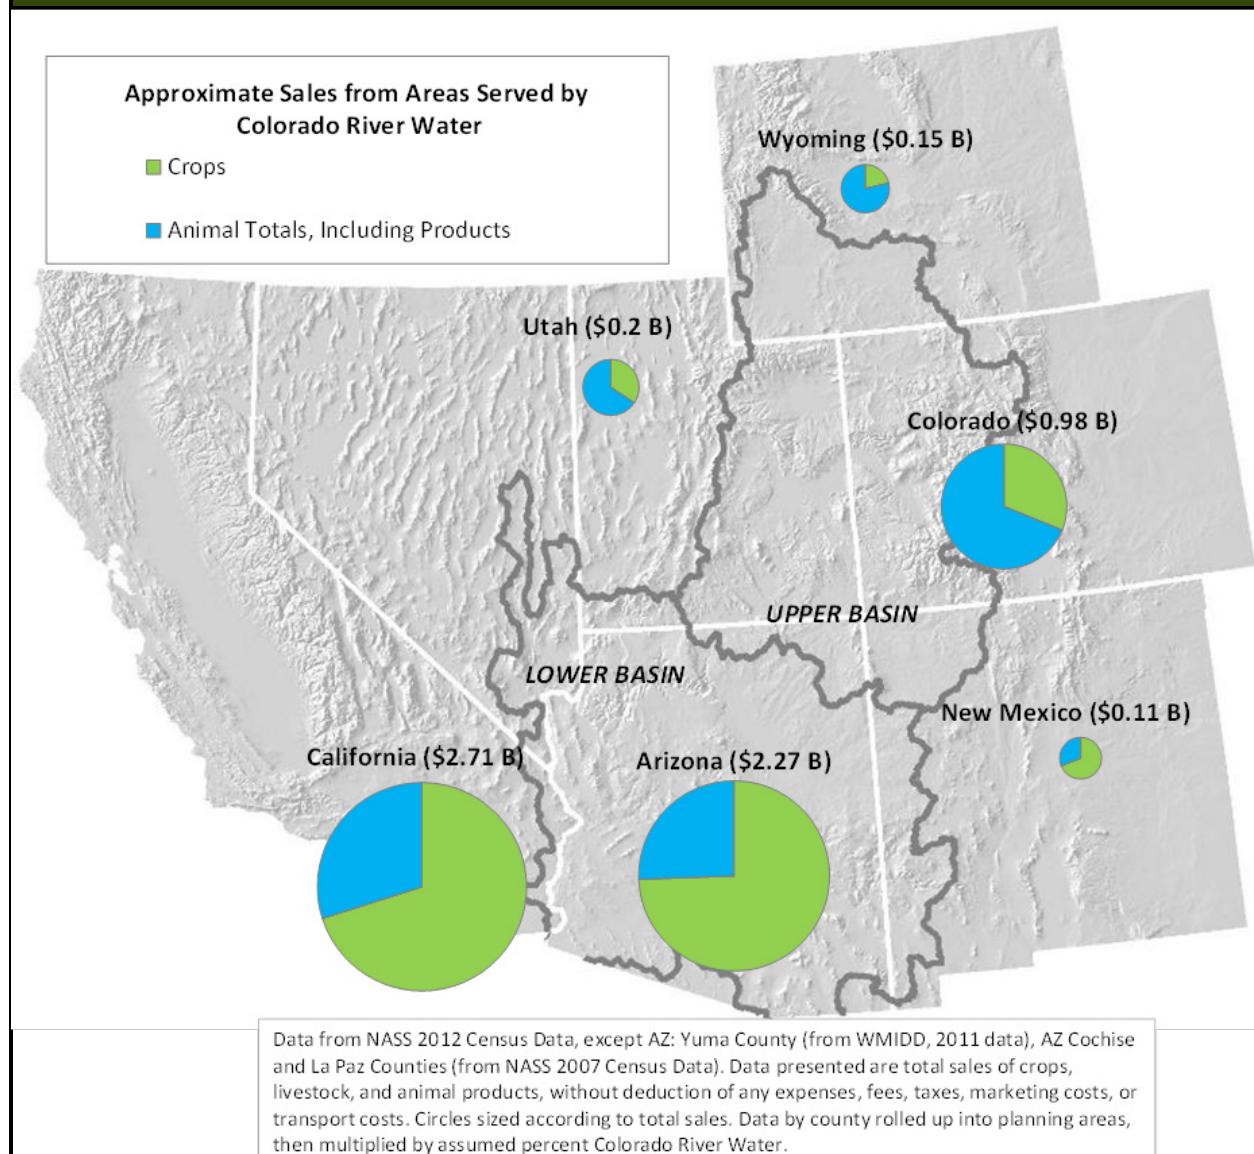 Approximate Sales from Areas Served by
Colorado River Water
Crops
Animal Totals, Including Products
Wyoming ($0.15 B)
Utah ($0.2 B)
Colorado ($0.98 B)
UPPER BASIN
LOWER BASIN
New Mexico ($0.11 B)
California ($2.71 B)
Arizona ($2.27 B)
Data from NASS 2012 Census Data, except AZ: Yuma County (from WMIDD, 2011 data), AZ Cochise
and La Paz Counties (from NASS 2007 Census Data). Data presented are total sales of crops,
livestock, and animal products, without deduction of any expenses, fees, taxes, marketing costs, or
transport costs. Circles sized according to total sales. Data by county rolled up into planning areas,
then multiplied by assumed percent Colorado River Water.